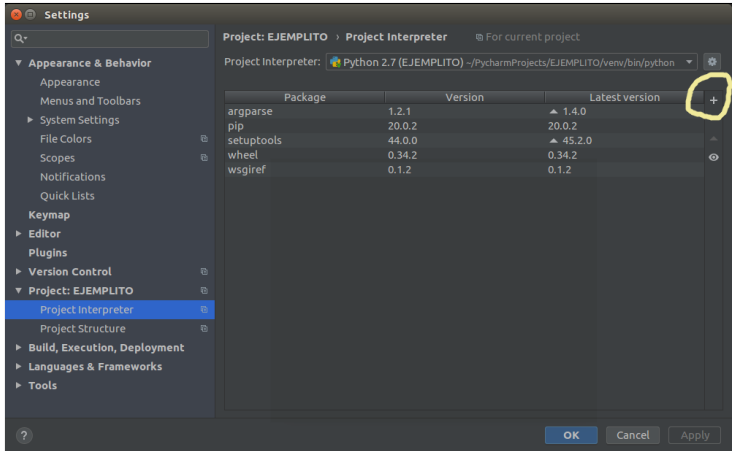 Settings
Project: EJEMPLITO › Project Interpreter For current project
Project Interpreter: Python 2.7 (EJEMPLITO) ~/PycharmProjects/EJEMPLITO/venv/bin/python
Appearance & Behavior
Appearance
Menus and Toolbars
System Settings
File Colors
Scopes
Notifications
Quick Lists
Keymap
Editor
Plugins
Version Control
Project: EJEMPLITO
Project Interpreter
Project Structure
Build, Execution, Deployment
Languages & Frameworks
Tools
Package Version Latest version
argparse 1.2.1 1.4.0
pip 20.0.2 20.0.2
setuptools 44.0.0 45.2.0
wheel 0.34.2 0.34.2
wsgiref 0.1.2 0.1.2
+
?
OK Cancel Apply